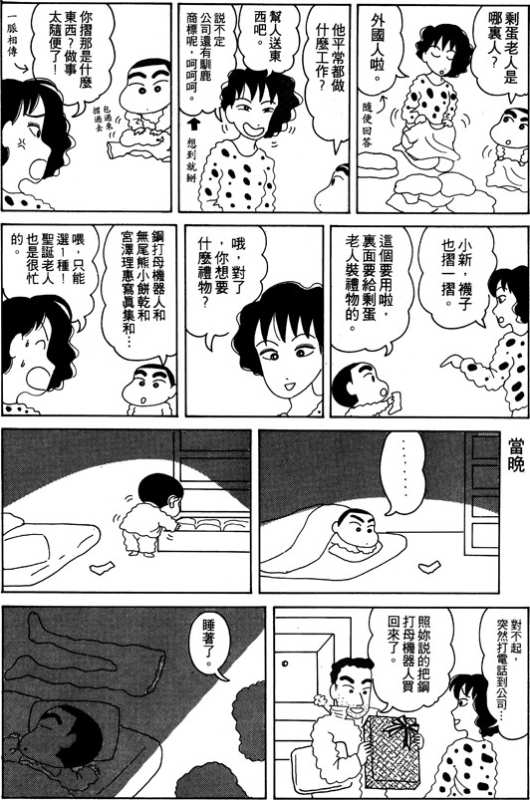 剩蛋老人是
哪裏人?
外國人啦。
隨便回答
他平常都做
什麼工作?
幫人送東
西吧。
說不定
公司還有馴鹿
商標呢,呵呵呵。
想到就掰
你摺那是什麼
東西?做事
太隨便了!
包過來!!
摺過去
一脈相傳
小新,襪子
也摺一摺。
這個要用啦,
裏面要給剩蛋
老人裝禮物的。
哦,對了
,你想要
什麼禮物?
鋼打母機器人和
無尾熊小餅乾和
宮澤理惠寫真集和…
喂,只能
選1種!
聖誕老人
也是很忙
的。
當晚
………
對不起,
突然打電話到公司…
照妳說的把鋼
打母機器人買
回來了。
睡著了。